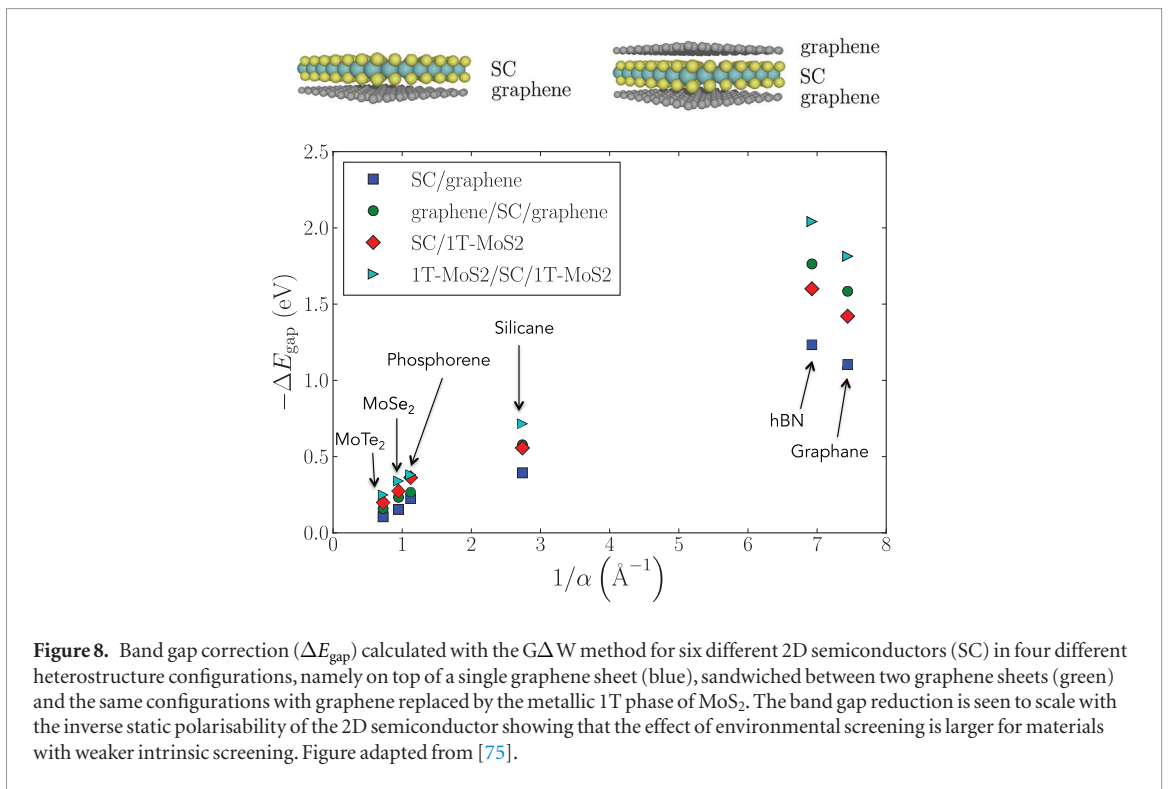 graphene
SC
SC
graphene
graphene
2.5
SC/graphene
graphene/SC/graphene
2.0
SC/1T-MoS2
1T-MoS2/SC/1T-MoS2
1.5
−ΔE_gap (eV)
Silicane
Phosphorene
1.0
MoSe₂
hBN
MoTe₂
Graphane
0.5
0.0
0 1 2 3 4 5 6 7 8
1/α (Å⁻¹)
Figure 8. Band gap correction (ΔE_gap) calculated with the GΔW method for six different 2D semiconductors (SC) in four different
heterostructure configurations, namely on top of a single graphene sheet (blue), sandwiched between two graphene sheets (green)
and the same configurations with graphene replaced by the metallic 1T phase of MoS₂. The band gap reduction is seen to scale with
the inverse static polarisability of the 2D semiconductor showing that the effect of environmental screening is larger for materials
with weaker intrinsic screening. Figure adapted from [75].